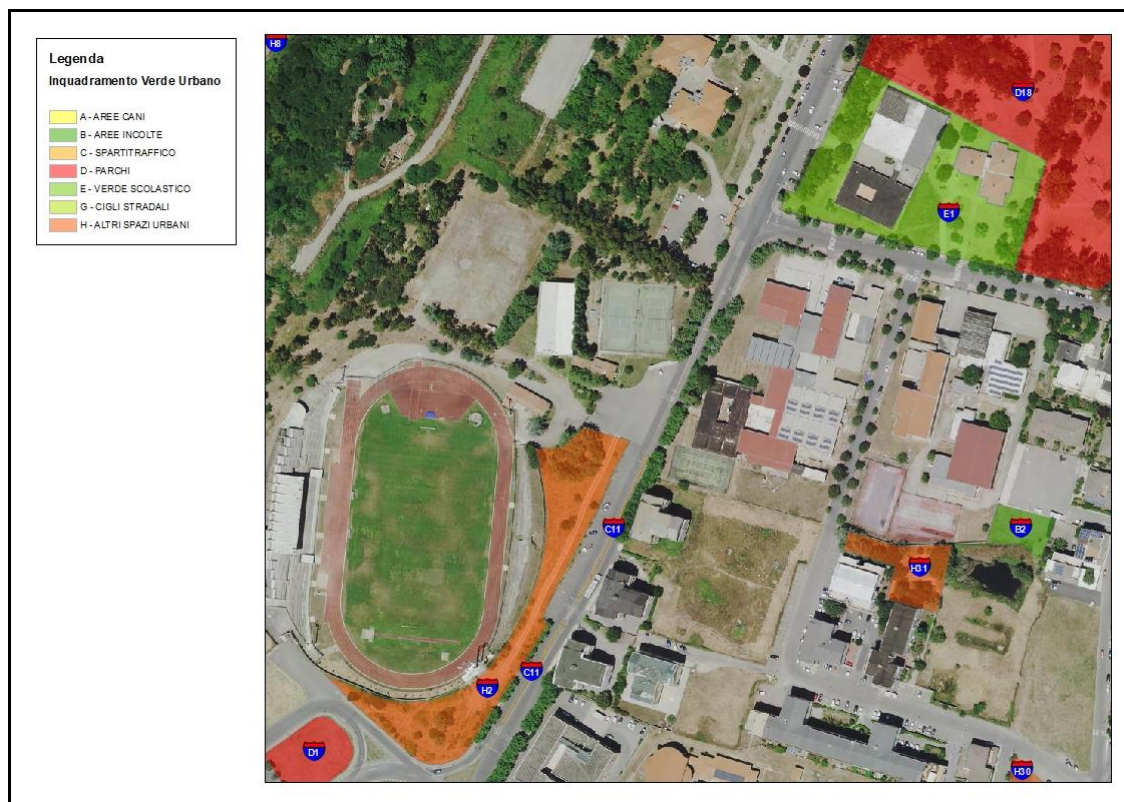 Legenda
Inquadramento Verde Urbano
A - AREE CANI
B - AREE INCOLTE
C - SPARTITRAFFICO
D - PARCHI
E - VERDE SCOLASTICO
G - CIGLI STRADALI
H - ALTRI SPAZI URBANI
H8
D18
E1
C11
B2
H31
C11
H2
D1
H30